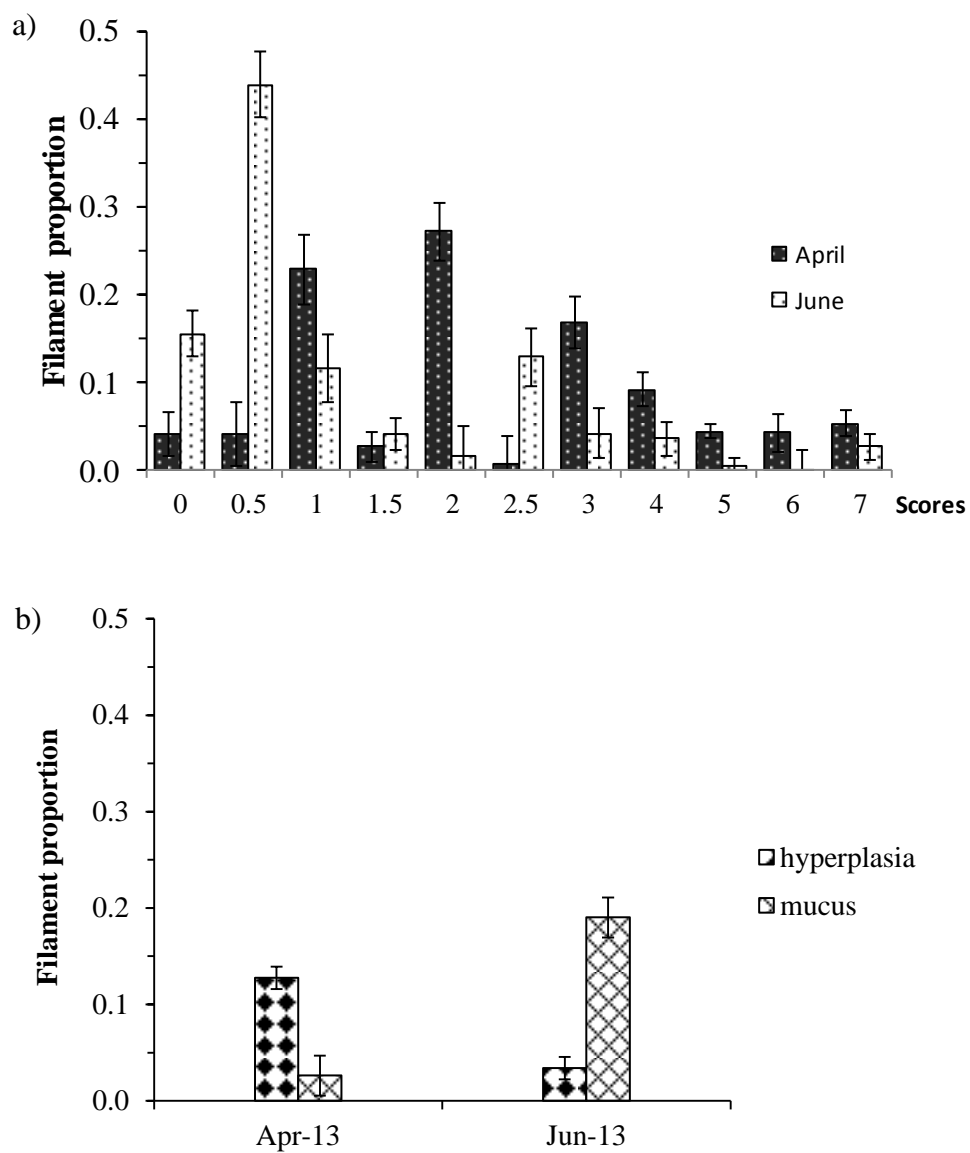 a)
0.5
0.4
0.3
0.2
0.1
0.0
Filament proportion
April
June
0 0.5 1 1.5 2 2.5 3 4 5 6 7 Scores
b)
0.5
0.4
0.3
0.2
0.1
0.0
Filament proportion
hyperplasia
mucus
Apr-13 Jun-13